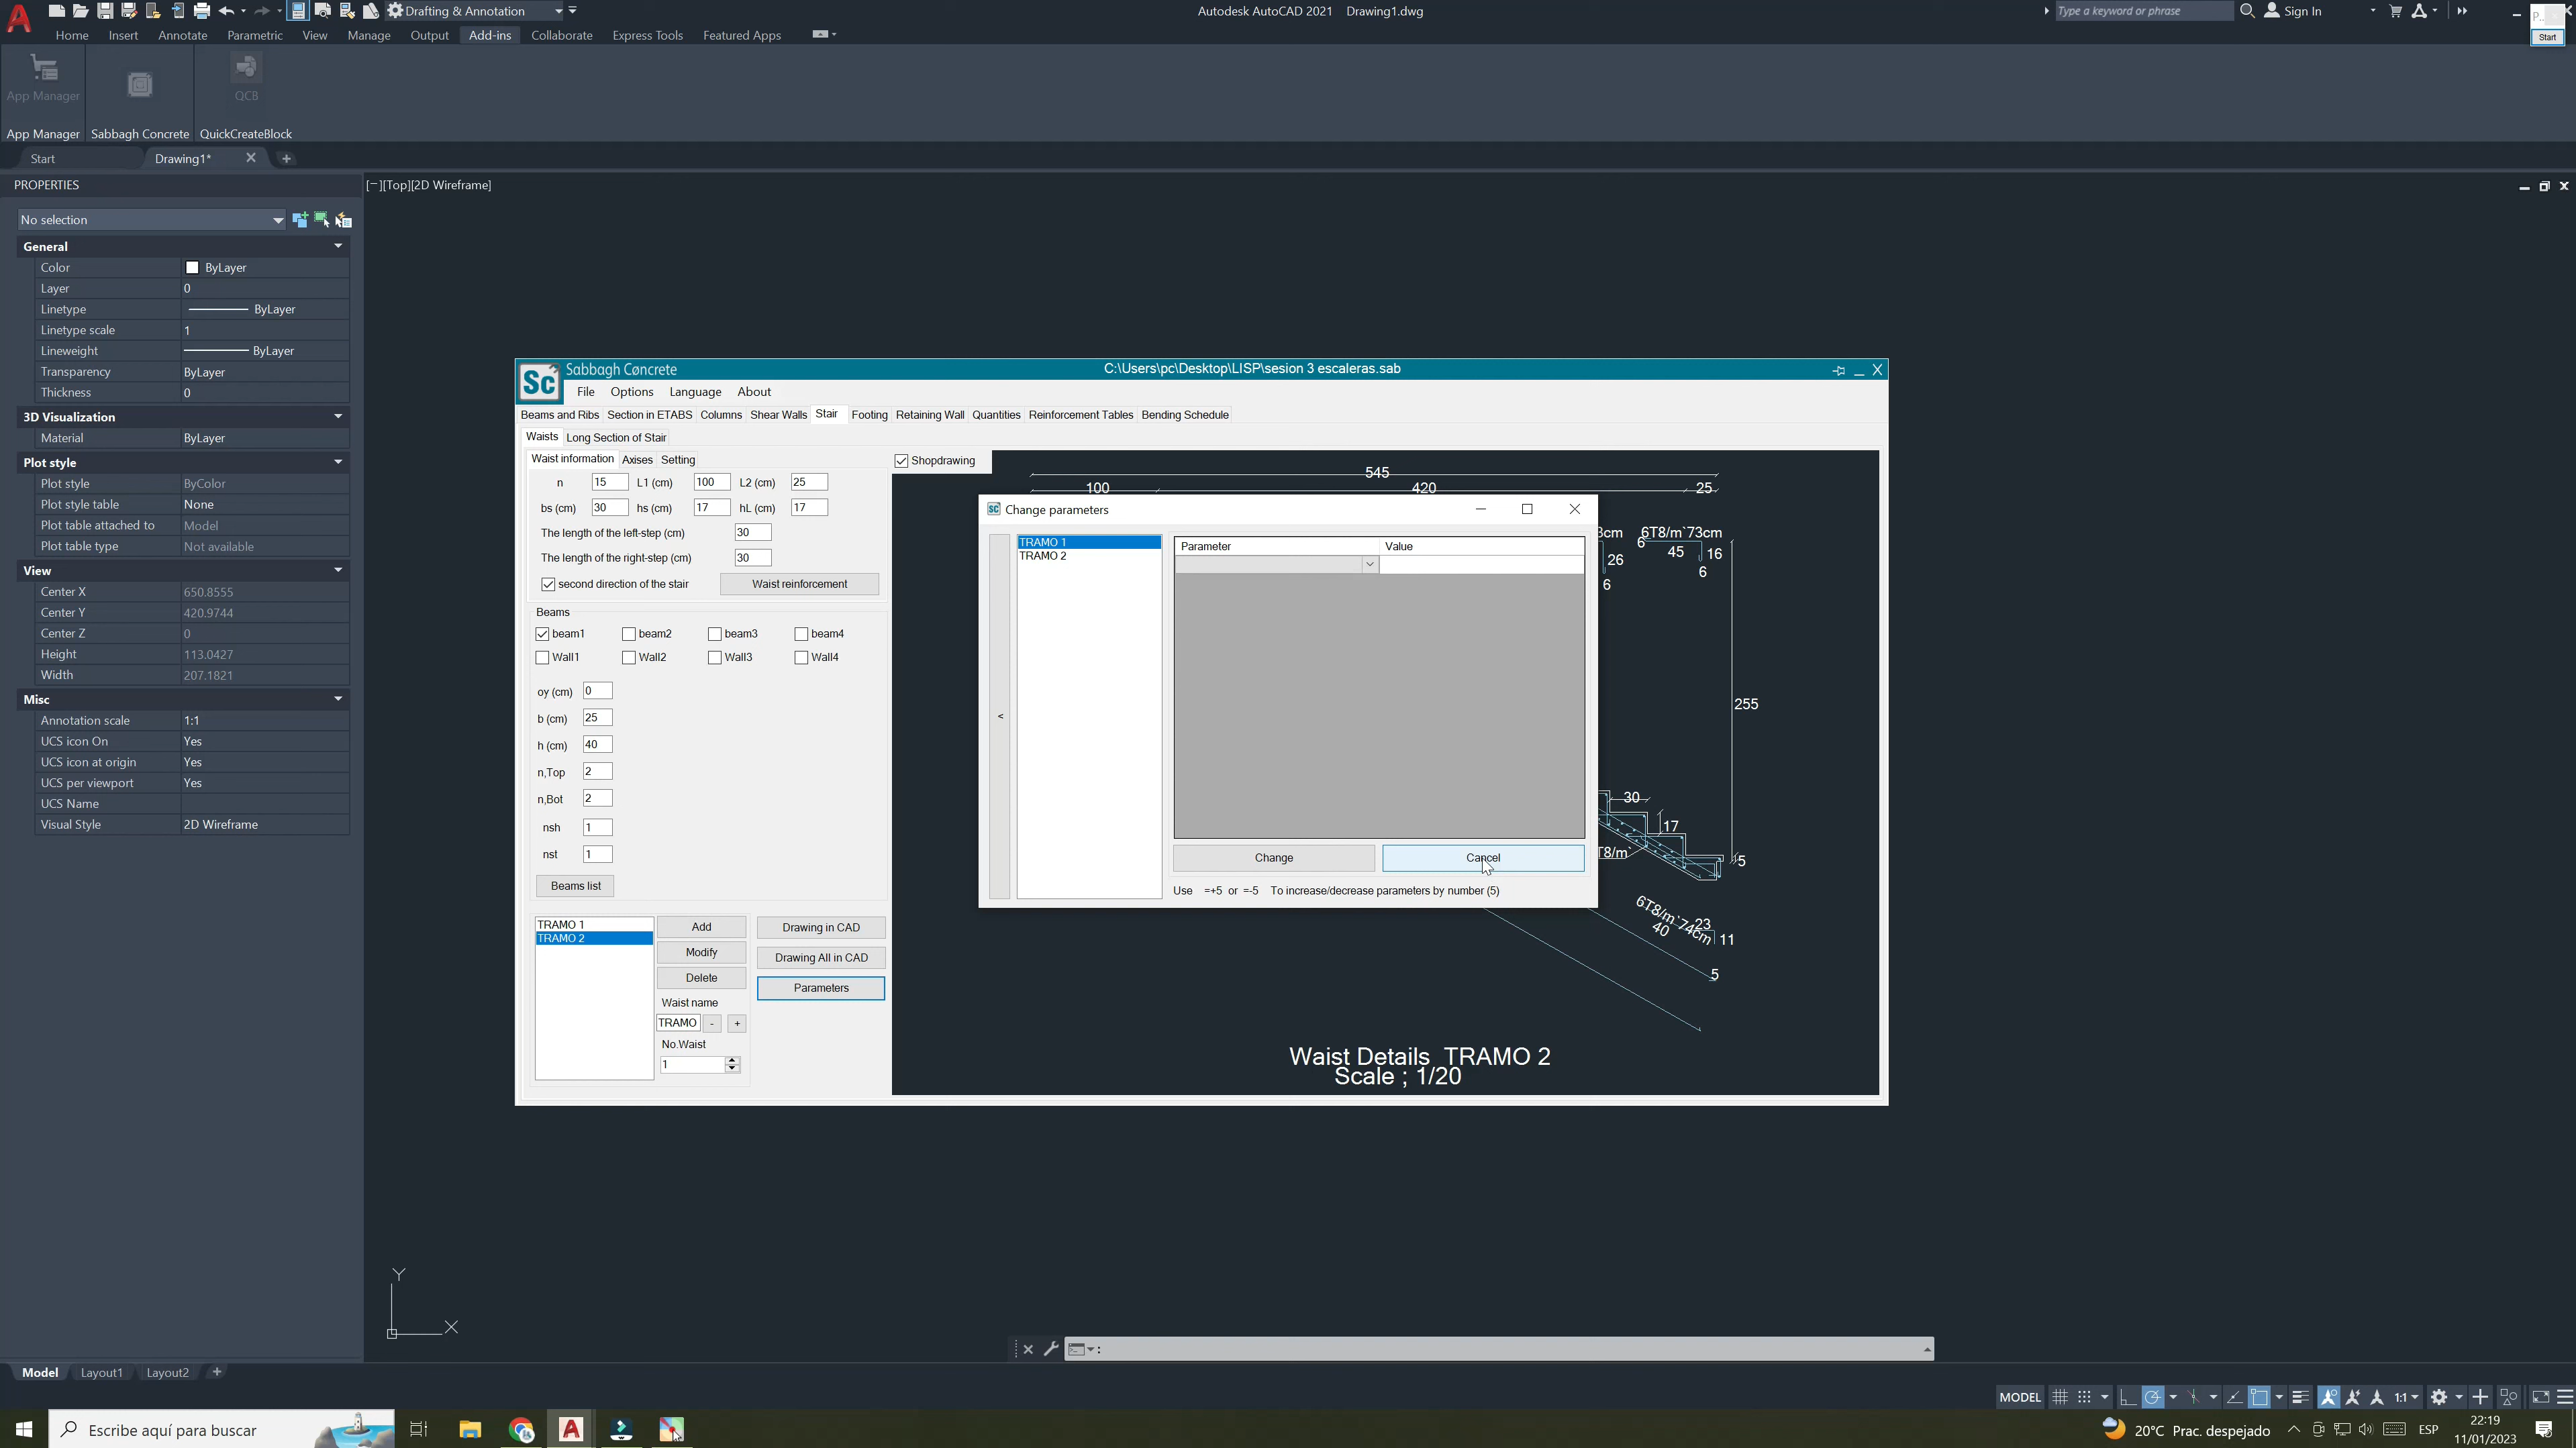 Drafting & Annotation
Autodesk AutoCAD 2021 Drawing1.dwg
Type a keyword or phrase
Sign In
Start
Home Insert Annotate Parametric View Manage Output Add-ins Collaborate Express Tools Featured Apps
App Manager
QCB
App Manager Sabbagh Concrete QuickCreateBlock
Start
Drawing1*
PROPERTIES
[−][Top][2D Wireframe]
No selection
General
Color ByLayer
Layer 0
Linetype ByLayer
Linetype scale 1
Lineweight ByLayer
Transparency ByLayer
Thickness 0
3D Visualization
Material ByLayer
Plot style
Plot style ByColor
Plot style table None
Plot table attached to Model
Plot table type Not available
View
Center X 650.8555
Center Y 420.9744
Center Z 0
Height 113.0427
Width 207.1821
Misc
Annotation scale 1:1
UCS icon On Yes
UCS icon at origin Yes
UCS per viewport Yes
UCS Name
Visual Style 2D Wireframe
Sc
Sabbagh Cøncrete
C:\Users\pc\Desktop\LISP\sesion 3 escaleras.sab
File Options Language About
Beams and Ribs Section in ETABS Columns Shear Walls Stair Footing Retaining Wall Quantities Reinforcement Tables Bending Schedule
Waists Long Section of Stair
Waist information Axises Setting
Shopdrawing
n 15 L1 (cm) 100 L2 (cm) 25
bs (cm) 30 hs (cm) 17 hL (cm) 17
The length of the left-step (cm) 30
The length of the right-step (cm) 30
second direction of the stair Waist reinforcement
Beams
beam1 beam2 beam3 beam4
Wall1 Wall2 Wall3 Wall4
oy (cm) 0
b (cm) 25
h (cm) 40
n,Top 2
n,Bot 2
nsh 1
nst 1
Beams list
TRAMO 1
TRAMO 2
Add
Modify
Delete
Waist name
TRAMO - +
No.Waist
1
Drawing in CAD
Drawing All in CAD
Parameters
545
100 420 25
Change parameters
<
TRAMO 1
TRAMO 2
Parameter Value
Change Cancel
Use =+5 or =-5 To increase/decrease parameters by number (5)
3cm 6T8/m`73cm
6 45 16
26
6 6
255
30
17
T8/m`
5
6T8/m`74cm
23
40
11
5
Waist Details TRAMO 2
Scale ; 1/20
Y
X
:
Model Layout1 Layout2 +
MODEL
1:1
Escribe aquí para buscar
20°C Prac. despejado
ESP
22:19
11/01/2023